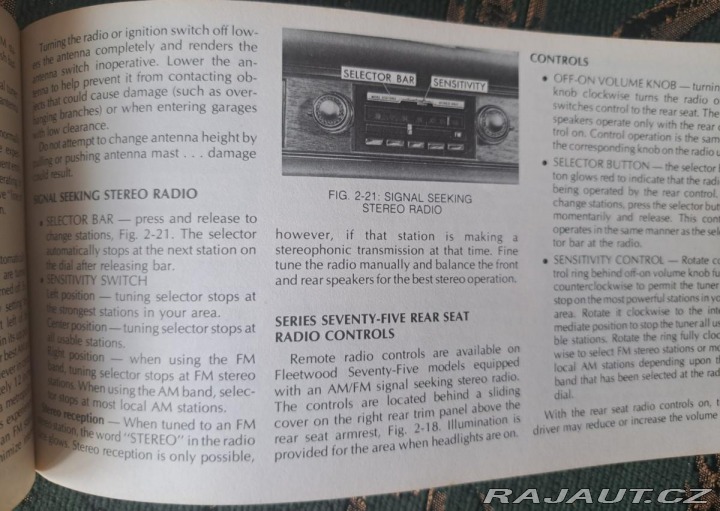 Turning the radio or ignition switch off low-
ers the antenna completely and renders the
antenna switch inoperative. Lower the an-
tenna to help prevent it from contacting ob-
jects that could cause damage (such as over-
hanging branches) or when entering garages
with low clearance.
Do not attempt to change antenna height by
pulling or pushing antenna mast . . . damage
could result.
SIGNAL SEEKING STEREO RADIO
• SELECTOR BAR — press and release to
change stations, Fig. 2-21. The selector
automatically stops at the next station on
the dial after releasing bar.
• SENSITIVITY SWITCH
Left position — tuning selector stops at
the strongest stations in your area.
Center position — tuning selector stops at
all usable stations.
Right position — when using the FM
band, tuning selector stops at FM stereo
stations. When using the AM band, selec-
tor stops at most local AM stations.
Stereo reception — When tuned to an FM
station, the word "STEREO" in the radio
glows. Stereo reception is only possible,
SELECTOR BAR
SENSITIVITY
FIG. 2-21: SIGNAL SEEKING
STEREO RADIO
however, if that station is making a
stereophonic transmission at that time. Fine
tune the radio manually and balance the front
and rear speakers for the best stereo operation.
SERIES SEVENTY-FIVE REAR SEAT
RADIO CONTROLS
Remote radio controls are available on
Fleetwood Seventy-Five models equipped
with an AM/FM signal seeking stereo radio.
The controls are located behind a sliding
cover on the right rear trim panel above the
rear seat armrest, Fig. 2-18. Illumination is
provided for the area when headlights are on.
CONTROLS
• OFF-ON VOLUME KNOB — turnin
knob clockwise turns the radio o
switches control to the rear seat. The
speakers operate only with the rear
trol on. Control operation is the sam
the corresponding knob on the radio
• SELECTOR BUTTON — the selector
ton glows red to indicate that the radi
being operated by the rear control.
change stations, press the selector but
momentarily and release. This con
operates in the same manner as the sel
tor bar at the radio.
• SENSITIVITY CONTROL — Rotate co
trol ring behind off-on volume knob fu
counterclockwise to permit the tuner
stop on the most powerful stations in yo
area. Rotate it clockwise to the inte
mediate position to stop the tuner all u
ble stations. Rotate the ring fully cloc
wise to select FM stereo stations or mo
local AM stations depending upon th
band that has been selected at the rad
dial.
With the rear seat radio controls on, t
driver may reduce or increase the volume
RAJAUT.CZ